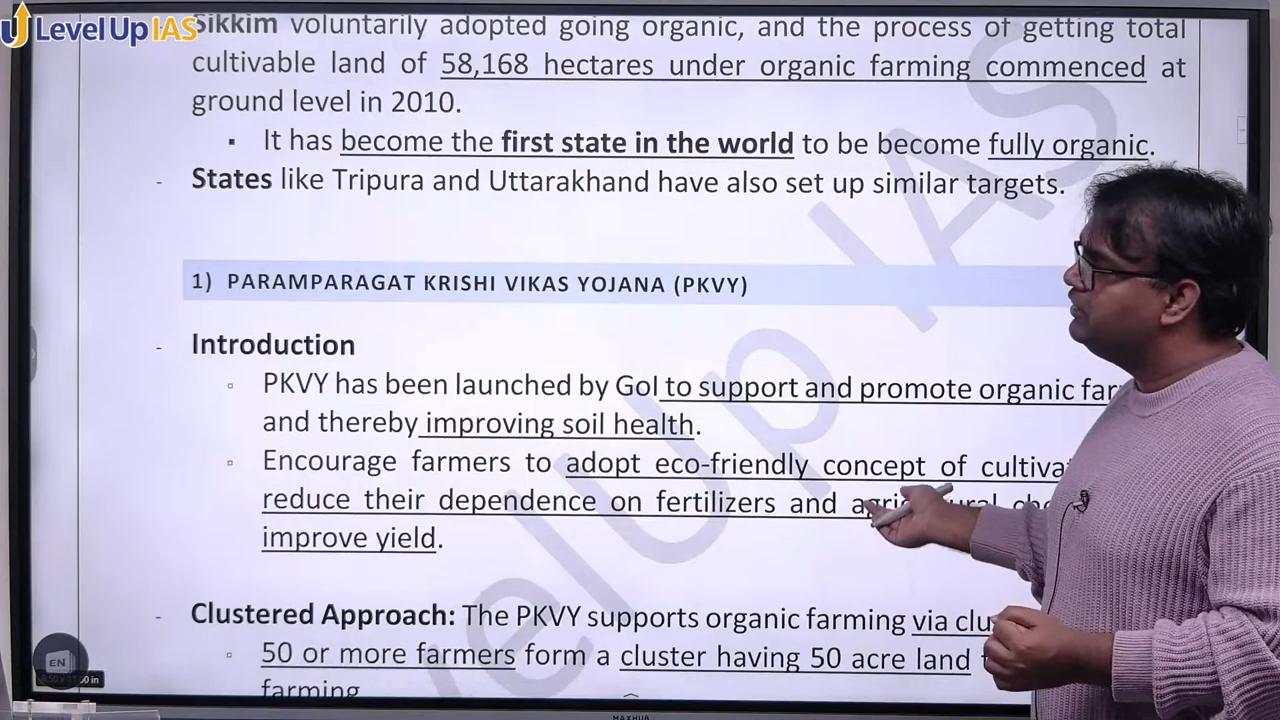 Level Up IAS
Sikkim voluntarily adopted going organic, and the process of getting total
cultivable land of 58,168 hectares under organic farming commenced at
ground level in 2010.
▪ It has become the first state in the world to be become fully organic.
- States like Tripura and Uttarakhand have also set up similar targets.
1) PARAMPARAGAT KRISHI VIKAS YOJANA (PKVY)
- Introduction
▫ PKVY has been launched by GoI to support and promote organic
and thereby improving soil health.
▫ Encourage farmers to adopt eco-friendly concept of
reduce their dependence on fertilizers and
improve yield.
- Clustered Approach: The PKVY supports organic farming via
▫ 50 or more farmers form a cluster having 50 acre land
farming
LevelUp IAS
EN
MAXHUB